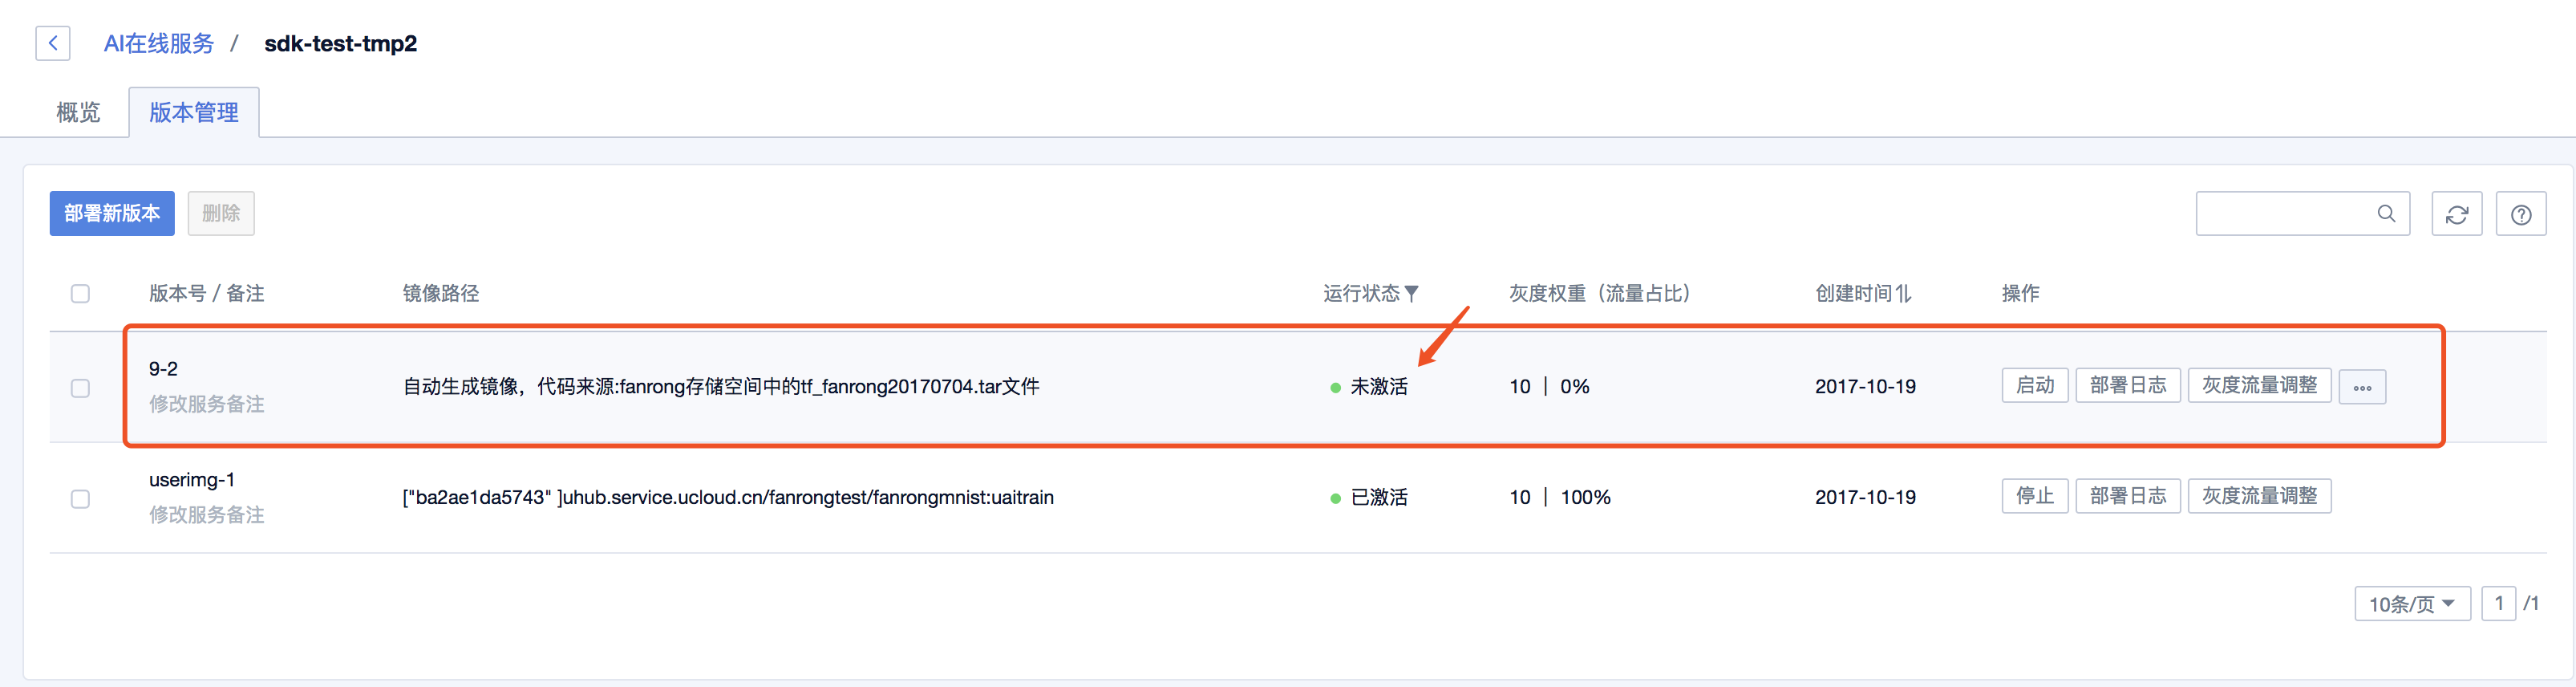 AI在线服务 / sdk-test-tmp2
概览 版本管理
部署新版本 删除
版本号 / 备注 镜像路径 运行状态 灰度权重（流量占比） 创建时间 操作
9-2
自动生成镜像，代码来源:fanrong存储空间中的tf_fanrong20170704.tar文件 未激活 10 | 0% 2017-10-19 启动 部署日志 灰度流量调整
修改服务备注
userimg-1
["ba2ae1da5743" ]uhub.service.ucloud.cn/fanrongtest/fanrongmnist:uaitrain 已激活 10 | 100% 2017-10-19 停止 部署日志 灰度流量调整
修改服务备注
10条/页 1 /1